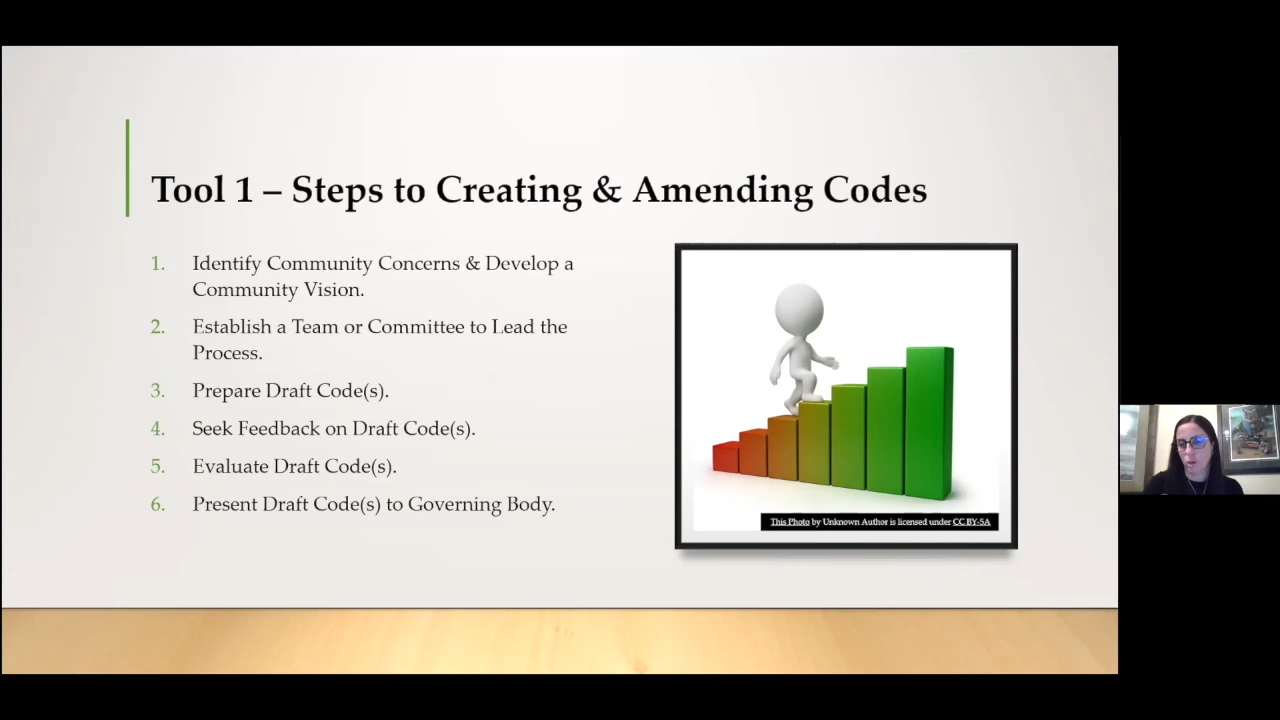 Tool 1 – Steps to Creating & Amending Codes
1. Identify Community Concerns & Develop a
Community Vision.
2. Establish a Team or Committee to Lead the
Process.
3. Prepare Draft Code(s).
4. Seek Feedback on Draft Code(s).
5. Evaluate Draft Code(s).
6. Present Draft Code(s) to Governing Body.
This Photo by Unknown Author is licensed under CC BY-SA